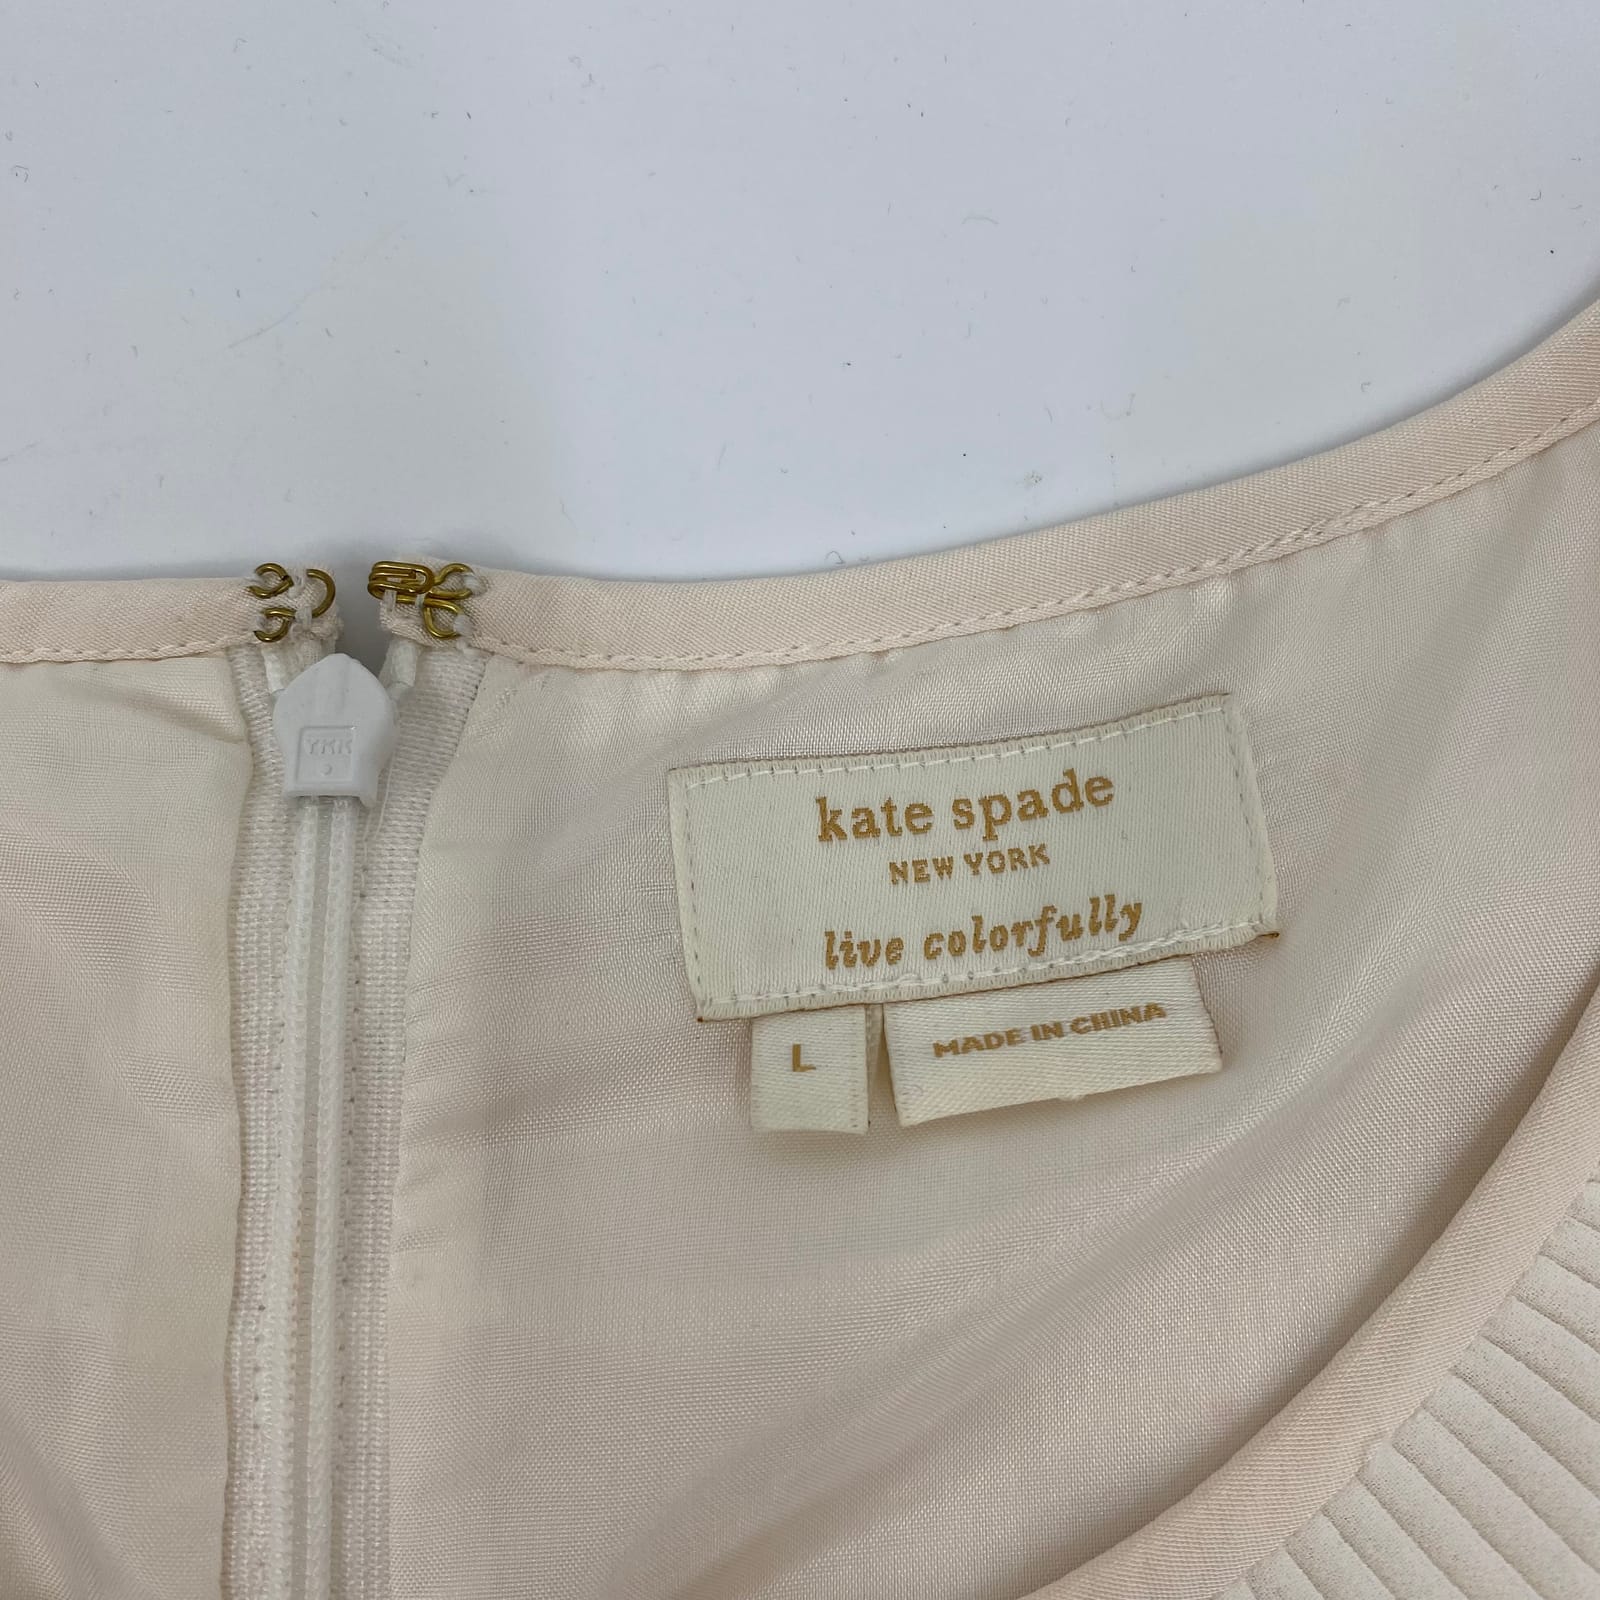 YKK
kate spade
NEW YORK
live colorfully
L
MADE IN CHINA